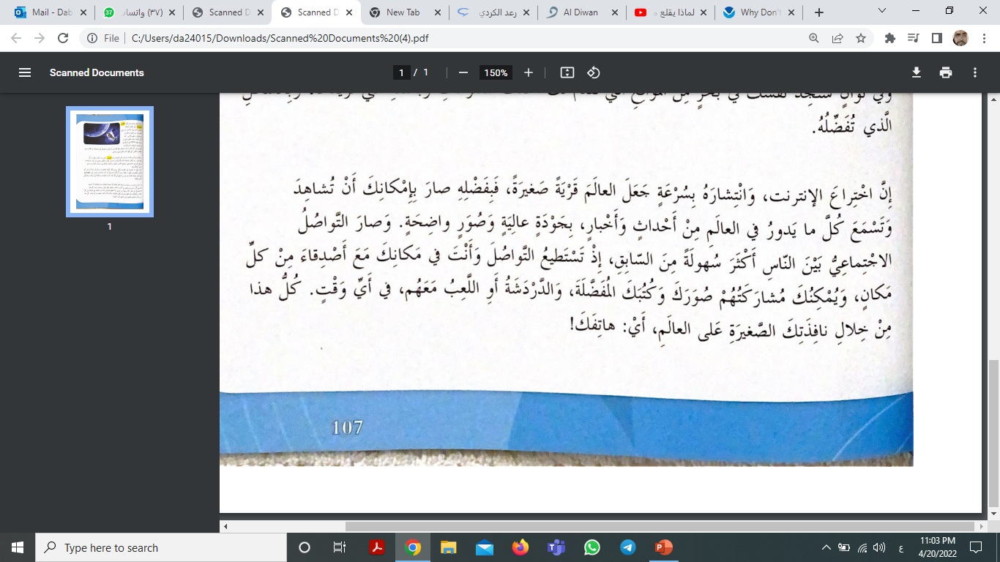 Mail - Dab
(٣٧) واتساب
Scanned D
Scanned D
New Tab
رعد الكردي
Al Diwan
لماذا يقلع
Why Don't
File C:/Users/da24015/Downloads/Scanned%20Documents%20(4).pdf
Scanned Documents
1 / 1
150%
الَّذي تُفَضِّلُهُ.
إِنَّ اخْتِراعَ الإنترنت، وَانْتِشارَهُ بِسُرْعَةٍ جَعَلَ العالَمَ قَرْيَةً صَغيرَةً، فَبِفَضْلِهِ صارَ بِإِمْكانِكَ أَنْ تُشاهِدَ
وَتَسْمَعَ كُلَّ ما يَدورُ في العالَمِ مِنْ أَحْداثٍ وَأَخْبارٍ، بِجَوْدَةٍ عالِيَةٍ وَصُوَرٍ واضِحَةٍ. وَصارَ التَّواصُلُ
الاجْتِماعِيُّ بَيْنَ النّاسِ أَكْثَرَ سُهولَةً مِنَ السّابِقِ، إِذْ تَسْتَطيعُ التَّواصُلَ وَأَنْتَ في مَكانِكَ مَعَ أَصْدِقاءَ مِنْ كلِّ
مَكانٍ، وَيُمْكِنُكَ مُشارَكَتُهُمْ صُوَرَكَ وَكُتُبَكَ المُفَضَّلَةَ، وَالدَّرْدَشَةُ أَوِ اللَّعِبُ مَعَهُم، في أَيِّ وَقْتٍ. كُلُّ هذا
مِنْ خِلالِ نافِذَتِكَ الصَّغيرَةِ عَلى العالَمِ، أَيْ: هاتِفَكَ!
107
1
Type here to search
ع
11:03 PM
4/20/2022